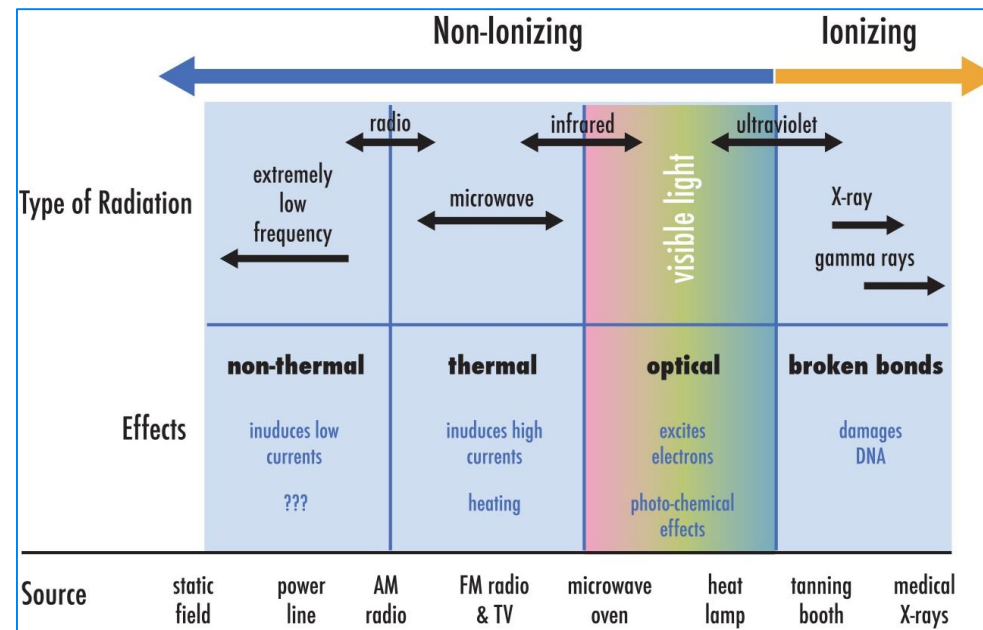 Non-Ionizing
Ionizing
radio
infrared
ultraviolet
Type of Radiation
extremely
low
frequency
microwave
visible light
X-ray
gamma rays
non-thermal
thermal
optical
broken bonds
Effects
inuduces low
currents
???
inuduces high
currents
heating
excites
electrons
photo-chemical
effects
damages
DNA
Source
static
field
power
line
AM
radio
FM radio
& TV
microwave
oven
heat
lamp
tanning
booth
medical
X-rays